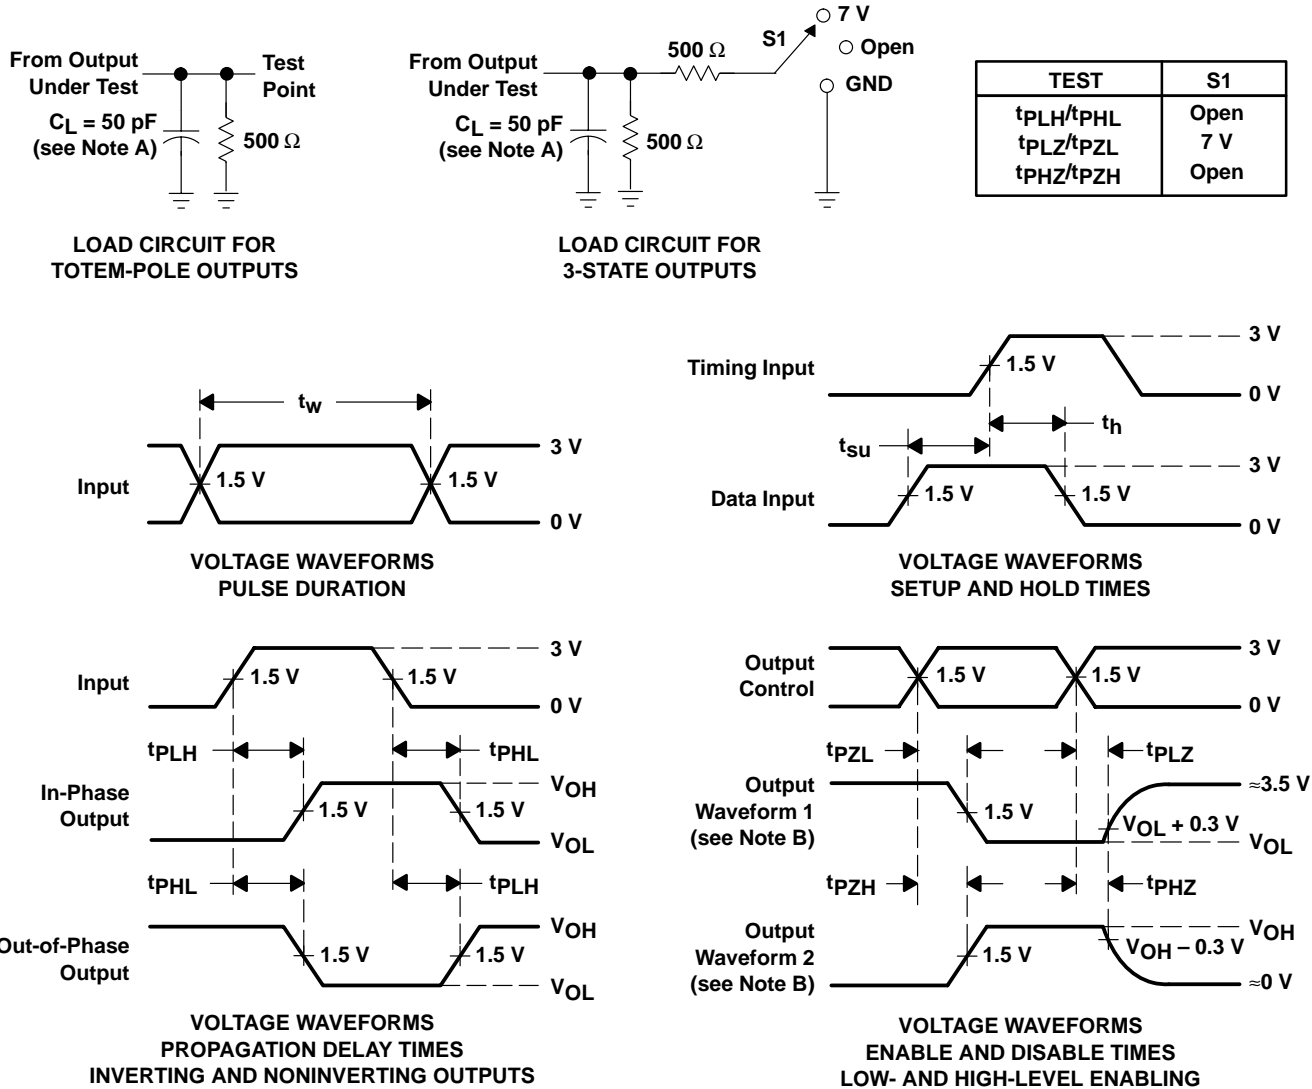 From Output
Under Test
Test
Point
CL = 50 pF
(see Note A)
500 Ω
LOAD CIRCUIT FOR
TOTEM-POLE OUTPUTS
From Output
Under Test
CL = 50 pF
(see Note A)
500 Ω
500 Ω
S1
7 V
Open
GND
LOAD CIRCUIT FOR
3-STATE OUTPUTS
TEST S1
tPLH/tPHL Open
tPLZ/tPZL 7 V
tPHZ/tPZH Open
tw
Input
1.5 V
1.5 V
3 V
0 V
VOLTAGE WAVEFORMS
PULSE DURATION
Timing Input
1.5 V
3 V
0 V
tsu
th
Data Input
1.5 V
1.5 V
3 V
0 V
VOLTAGE WAVEFORMS
SETUP AND HOLD TIMES
Input
1.5 V
1.5 V
3 V
0 V
tPLH
tPHL
In-Phase
Output
1.5 V
1.5 V
VOH
VOL
tPHL
tPLH
Out-of-Phase
Output
1.5 V
1.5 V
VOH
VOL
VOLTAGE WAVEFORMS
PROPAGATION DELAY TIMES
INVERTING AND NONINVERTING OUTPUTS
Output
Control
1.5 V
1.5 V
3 V
0 V
tPZL
tPLZ
Output
Waveform 1
(see Note B)
1.5 V
VOL + 0.3 V
≈3.5 V
VOL
tPZH
tPHZ
Output
Waveform 2
(see Note B)
1.5 V
VOH − 0.3 V
VOH
≈0 V
VOLTAGE WAVEFORMS
ENABLE AND DISABLE TIMES
LOW- AND HIGH-LEVEL ENABLING